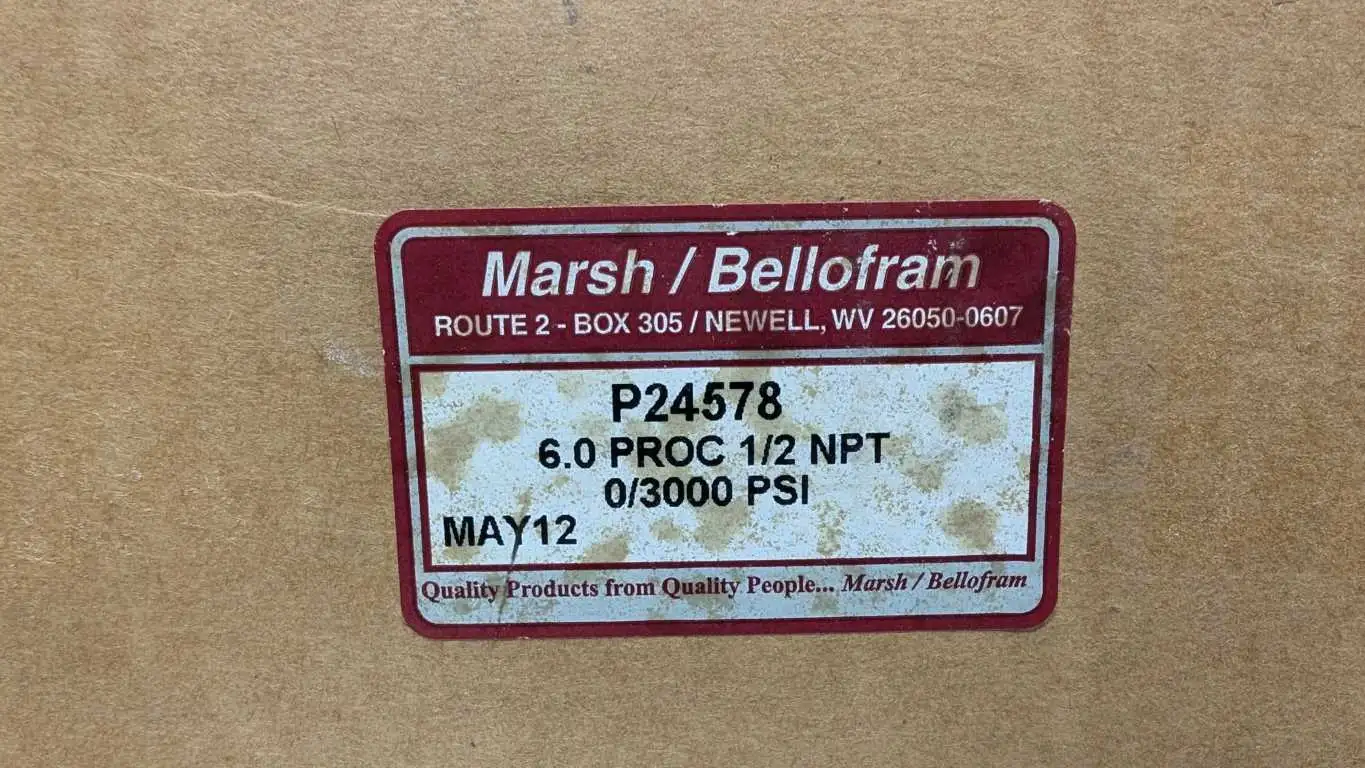 Marsh / Bellofram
ROUTE 2 - BOX 305 / NEWELL, WV 26050-0607
P24578
6.0 PROC 1/2 NPT
0/3000 PSI
MAY12
Quality Products from Quality People... Marsh / Bellofram